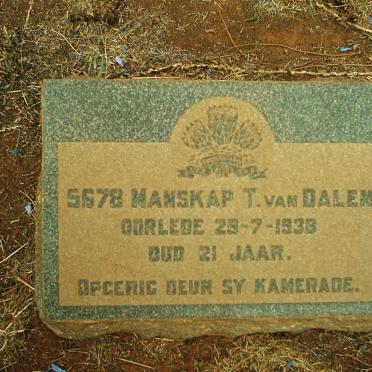 5678 MANSKAP T. VAN DALEN
OORLEDE 29-7-1938
OUD 21 JAAR.
OPGERIG DEUR SY KAMERADE.